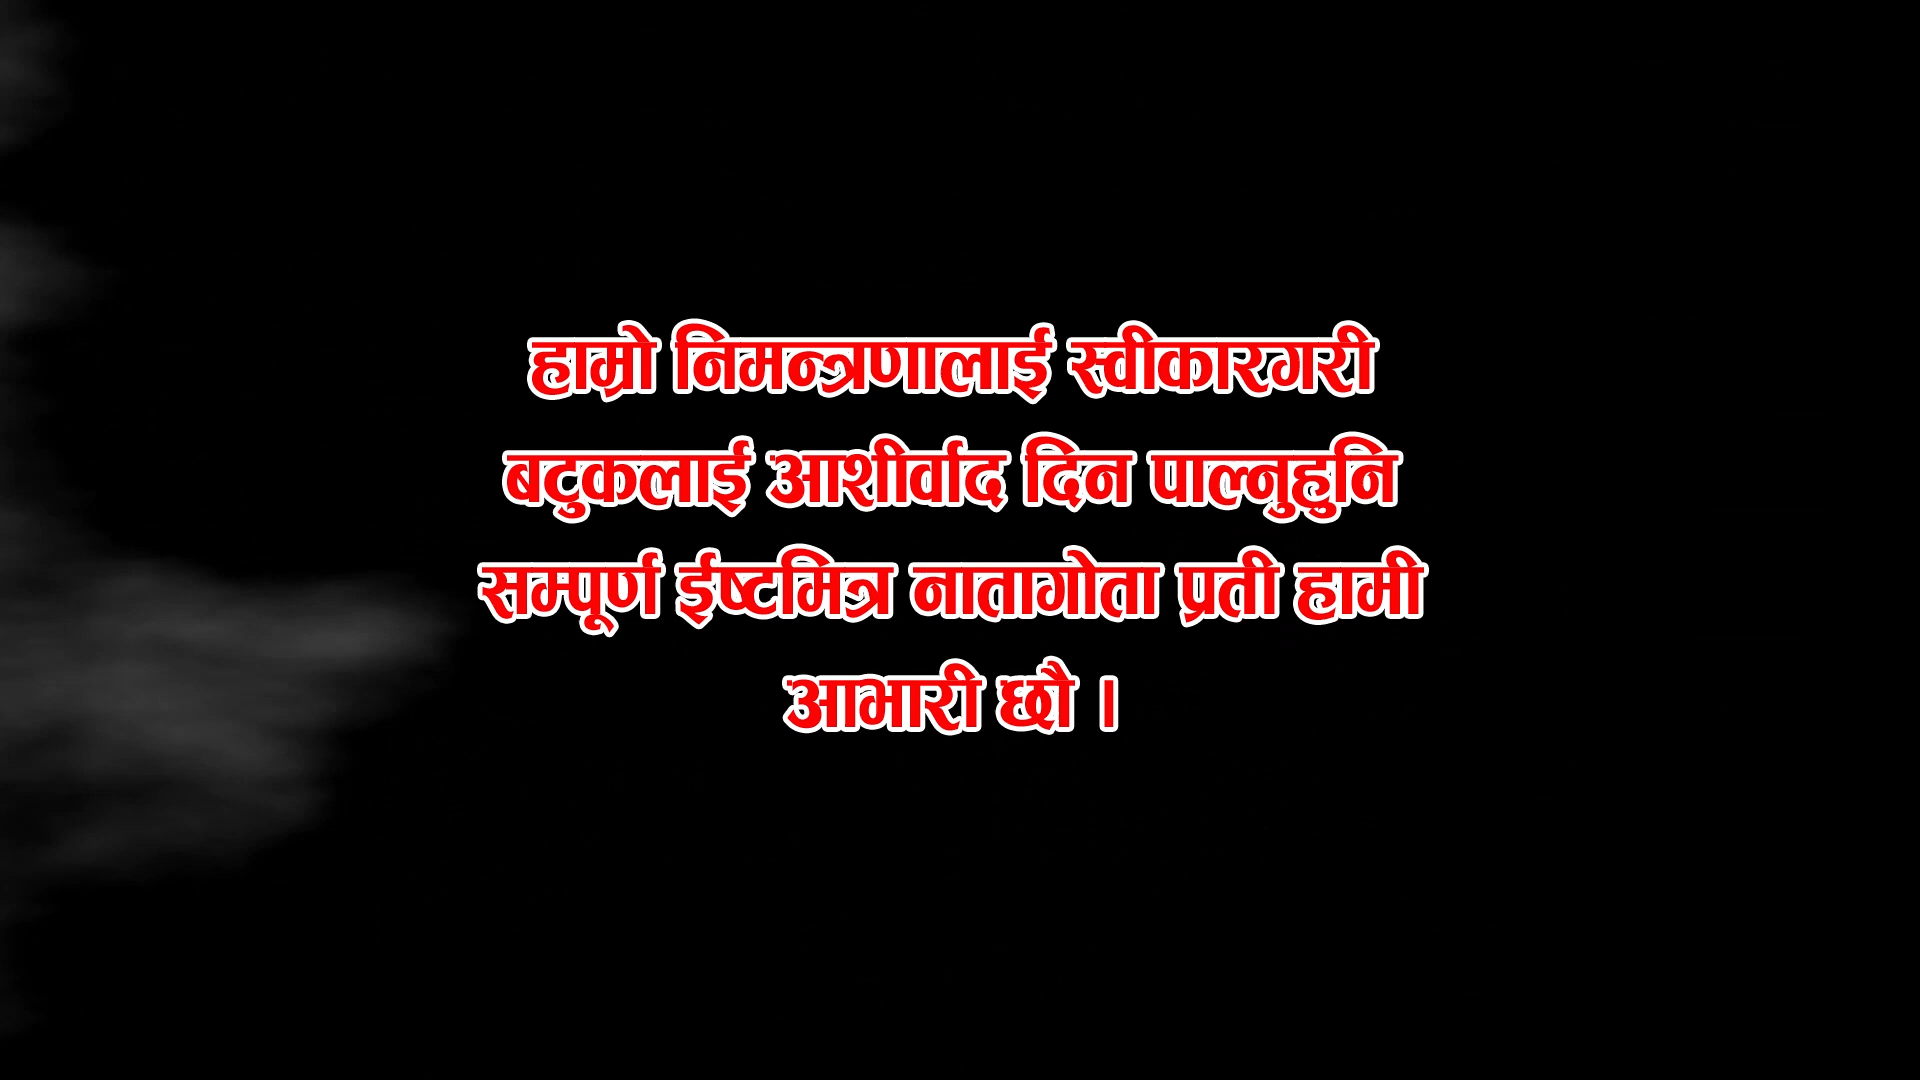 हाम्रो निमन्त्रणालाई स्वीकारगरी
बटुकलाई आशीर्वाद दिन पाल्नुहुनि
सम्पूर्ण ईष्टमित्र नातागोता प्रती हामी
आभारी छौ ।